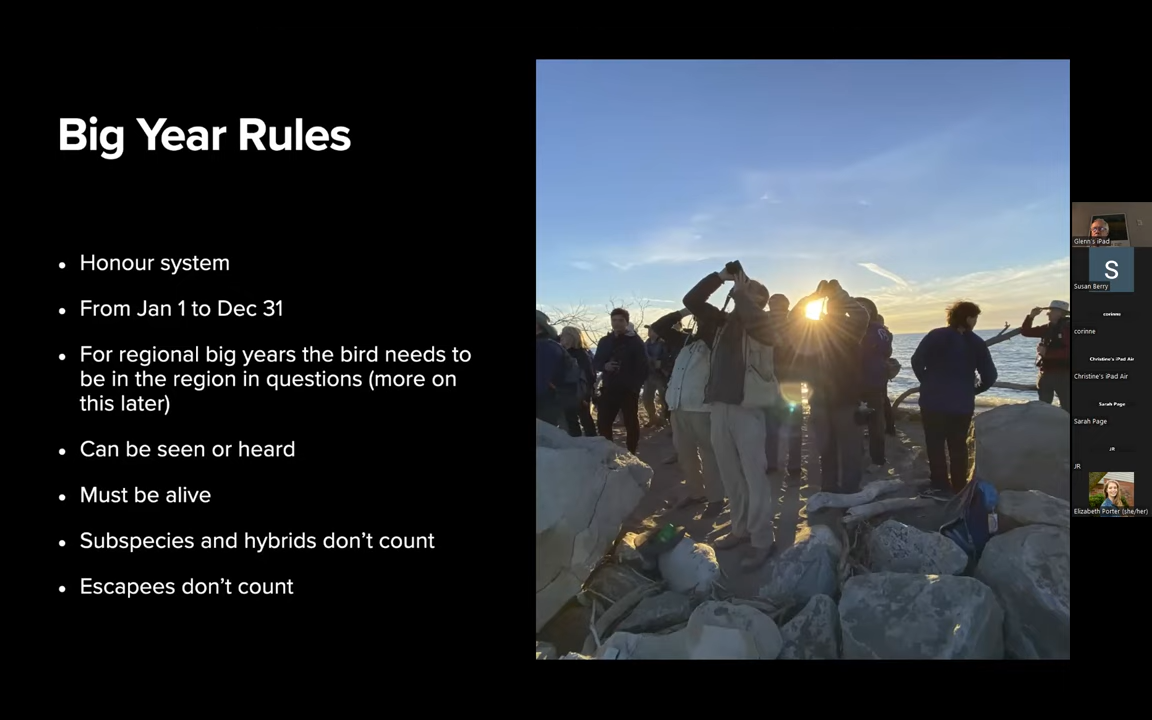 Big Year Rules
• Honour system
• From Jan 1 to Dec 31
• For regional big years the bird needs to
be in the region in questions (more on
this later)
• Can be seen or heard
• Must be alive
• Subspecies and hybrids don’t count
• Escapees don’t count
Glenn's iPad
S
Susan Berry
corinne
corinne
Christine's iPad Air
Christine's iPad Air
Sarah Page
Sarah Page
JR
JR
Elizabeth Porter (she/her)